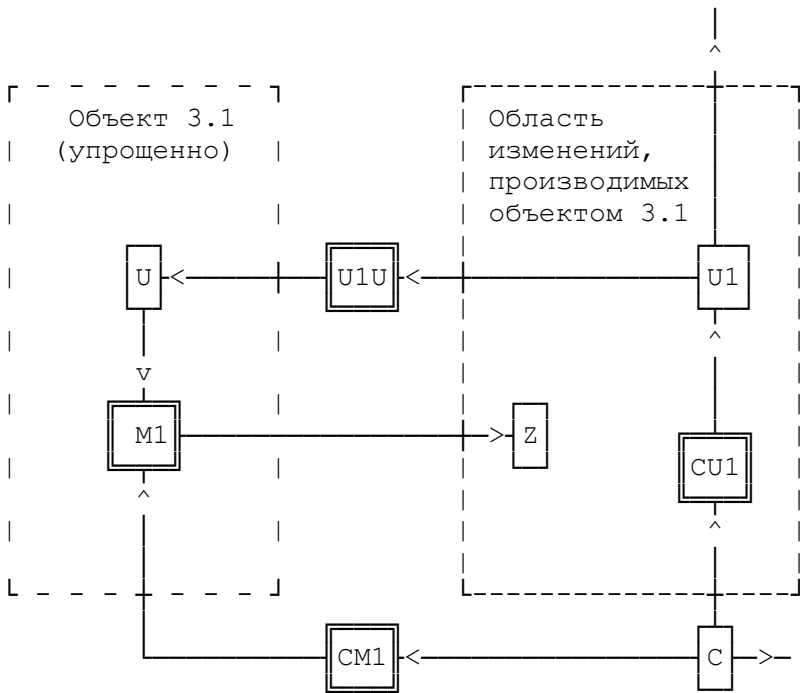 Объект 3.1
(упрощенно)
Область
изменений,
производимых
объектом 3.1
U
U1U
U1
M1
Z
CU1
CM1
C